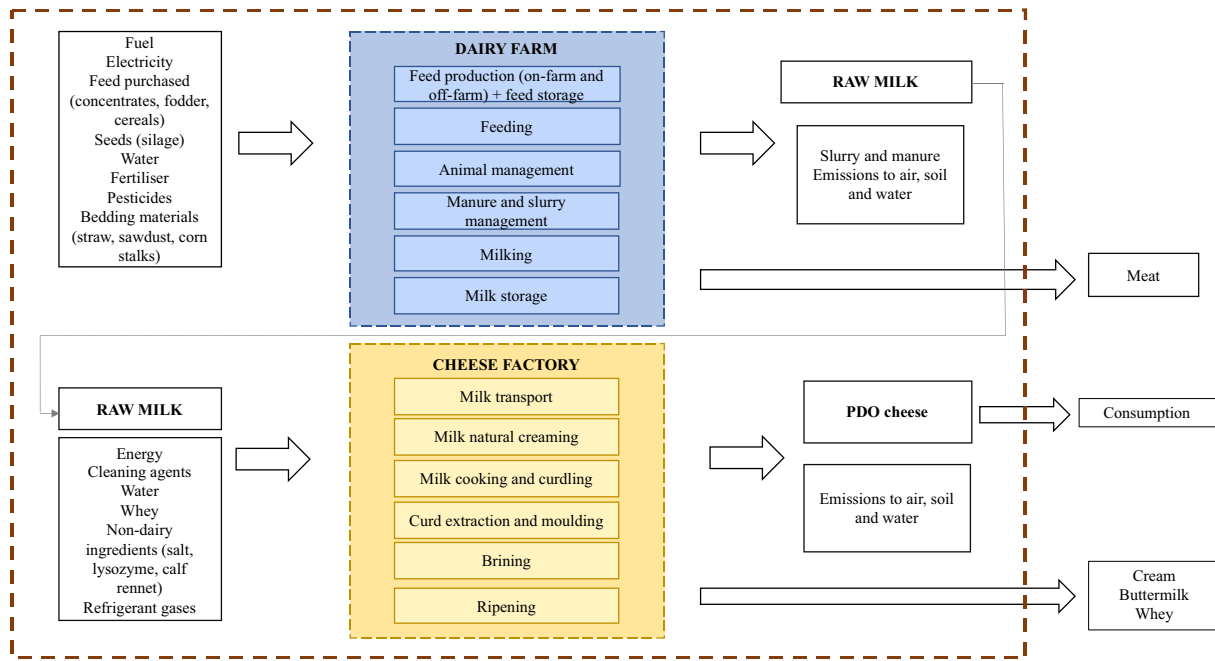 Fuel
Electricity
Feed purchased
(concentrates, fodder,
cereals)
Seeds (silage)
Water
Fertiliser
Pesticides
Bedding materials
(straw, sawdust, corn
stalks)
DAIRY FARM
Feed production (on-farm and
off-farm) + feed storage
Feeding
Animal management
Manure and slurry
management
Milking
Milk storage
RAW MILK
Slurry and manure
Emissions to air, soil
and water
Meat
RAW MILK
Energy
Cleaning agents
Water
Whey
Non-dairy
ingredients (salt,
lysozyme, calf
rennet)
Refrigerant gases
CHEESE FACTORY
Milk transport
Milk natural creaming
Milk cooking and curdling
Curd extraction and moulding
Brining
Ripening
PDO cheese
Emissions to air, soil
and water
Consumption
Cream
Buttermilk
Whey